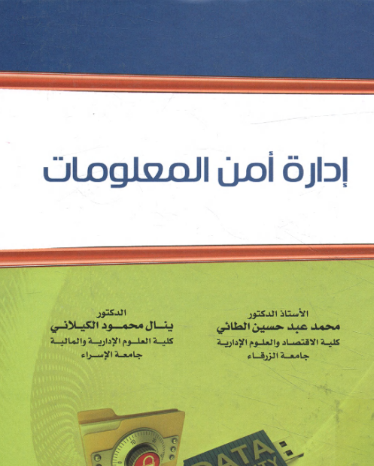 إدارة أمن المعلومات
الأستاذ الدكتور
محمد عبد حسين الطائي
كلية الاقتصاد والعلوم الإدارية
جامعة الزرقاء
الدكتور
ينال محمود الكيلاني
كلية العلوم الإدارية والمالية
جامعة الإسراء
DATA